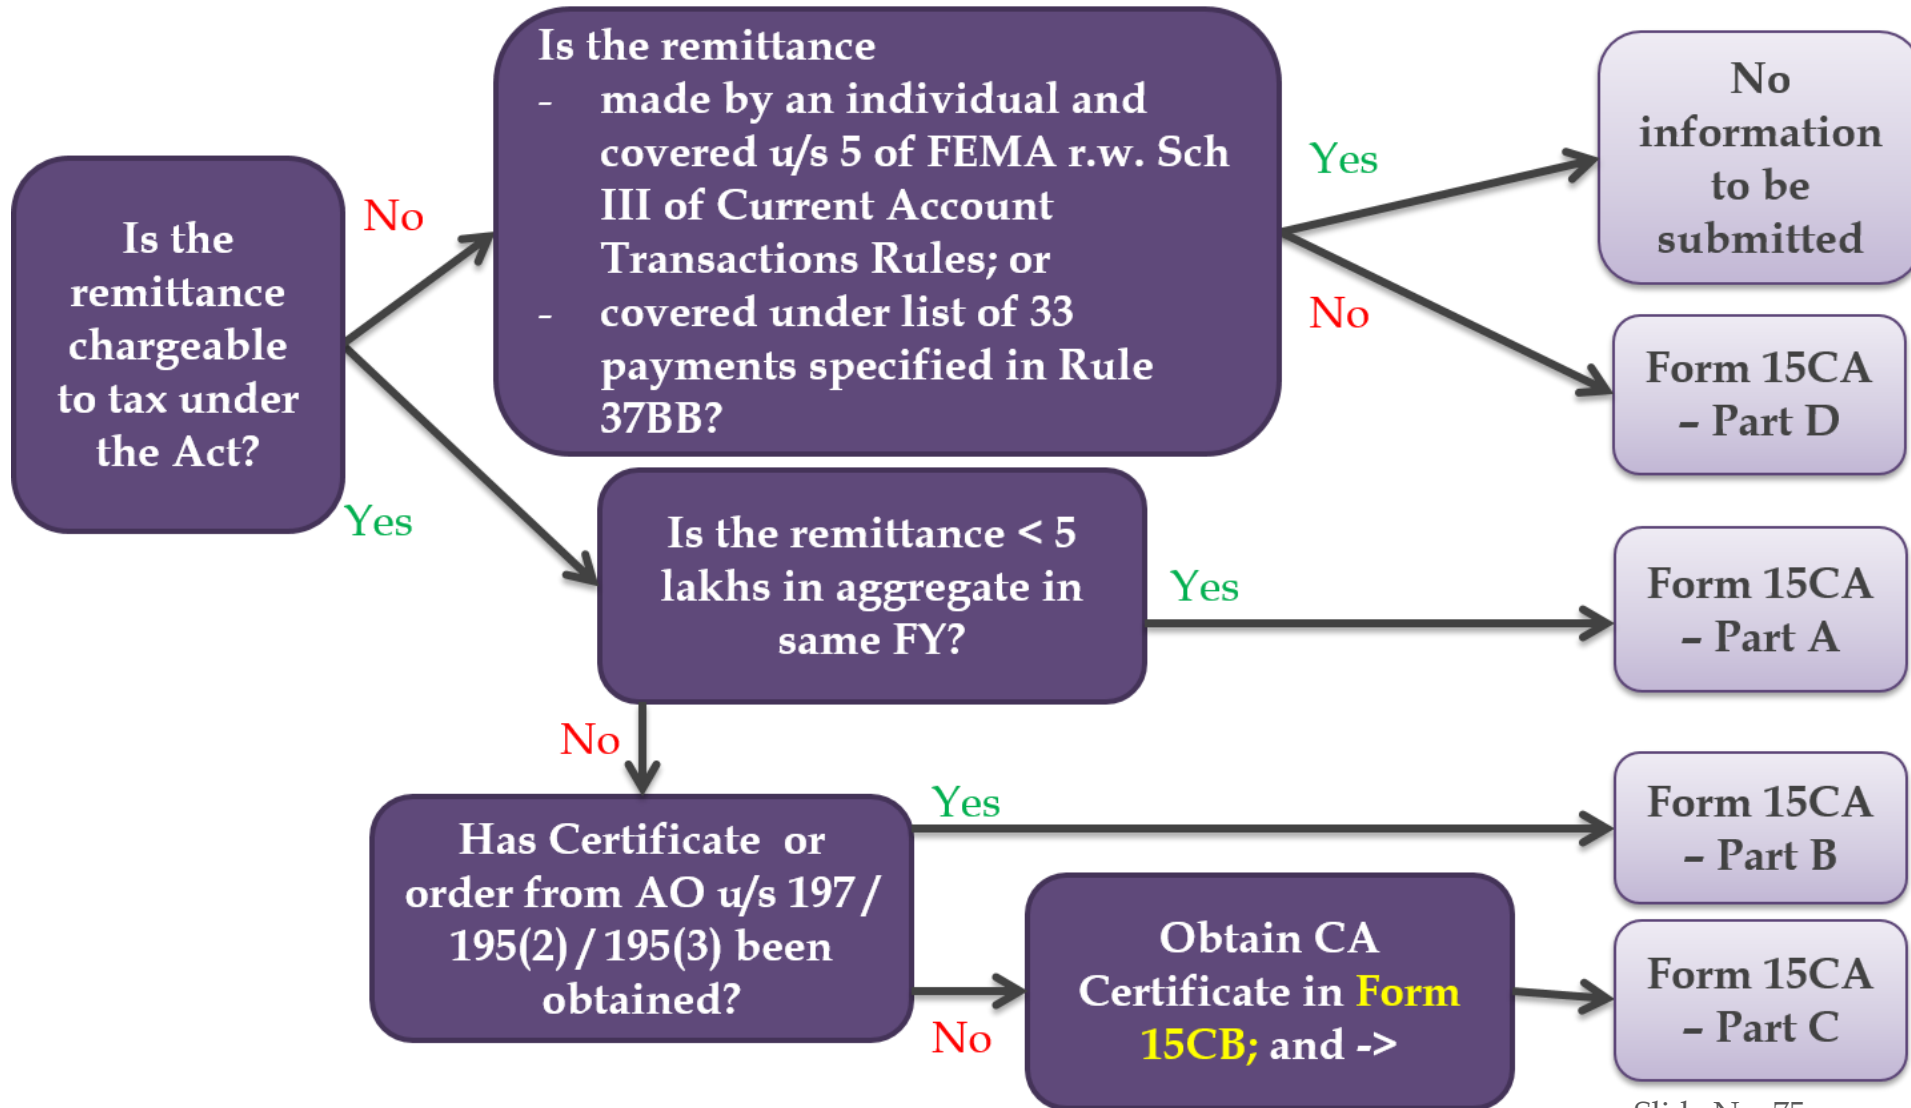 Is the
remittance
chargeable
to tax under
the Act?
No
Yes
Is the remittance
- made by an individual and
covered u/s 5 of FEMA r.w. Sch
III of Current Account
Transactions Rules; or
- covered under list of 33
payments specified in Rule
37BB?
Yes
No
No
information
to be
submitted
Form 15CA
– Part D
Is the remittance < 5
lakhs in aggregate in
same FY?
Yes
No
Form 15CA
– Part A
Has Certificate or
order from AO u/s 197 /
195(2) / 195(3) been
obtained?
Yes
No
Form 15CA
– Part B
Obtain CA
Certificate in Form
15CB; and ->
Form 15CA
– Part C